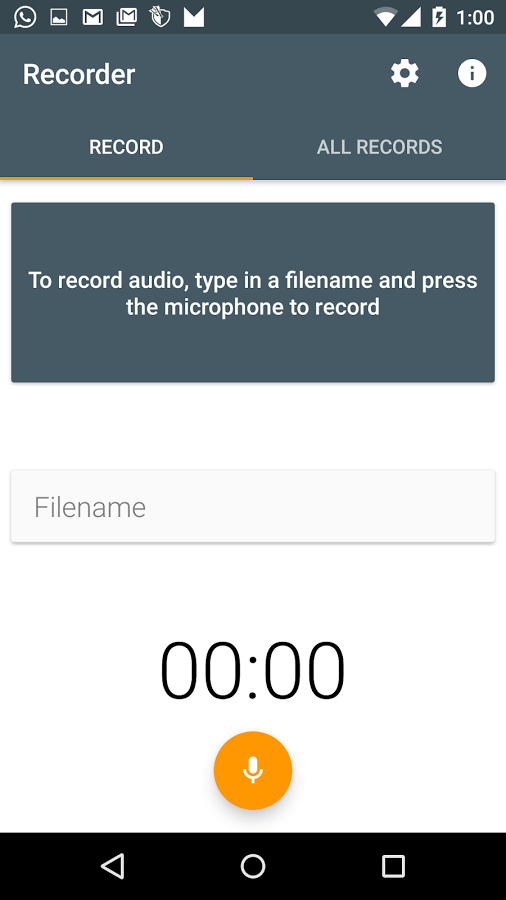 1:00
Recorder
RECORD
ALL RECORDS
To record audio, type in a filename and press
the microphone to record
Filename
00:00